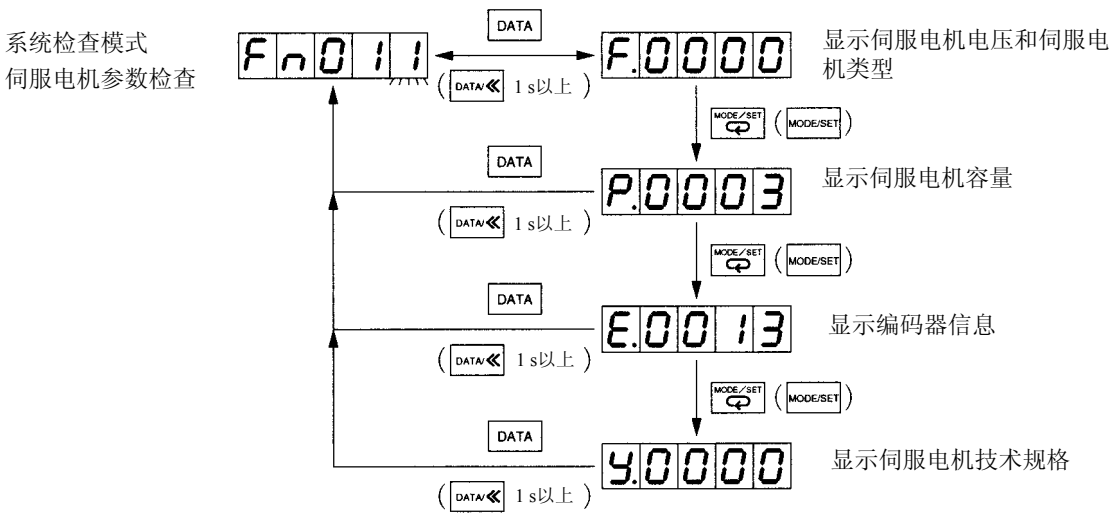 系统检查模式
伺服电机参数检查
Fn011
DATA
(DATA/≪ 1 s以上)
F.0000
显示伺服电机电压和伺服电
机类型
MODE/SET (MODE/SET)
DATA
(DATA/≪ 1 s以上)
P.0003
显示伺服电机容量
MODE/SET (MODE/SET)
DATA
(DATA/≪ 1 s以上)
E.0013
显示编码器信息
MODE/SET (MODE/SET)
DATA
(DATA/≪ 1 s以上)
y.0000
显示伺服电机技术规格